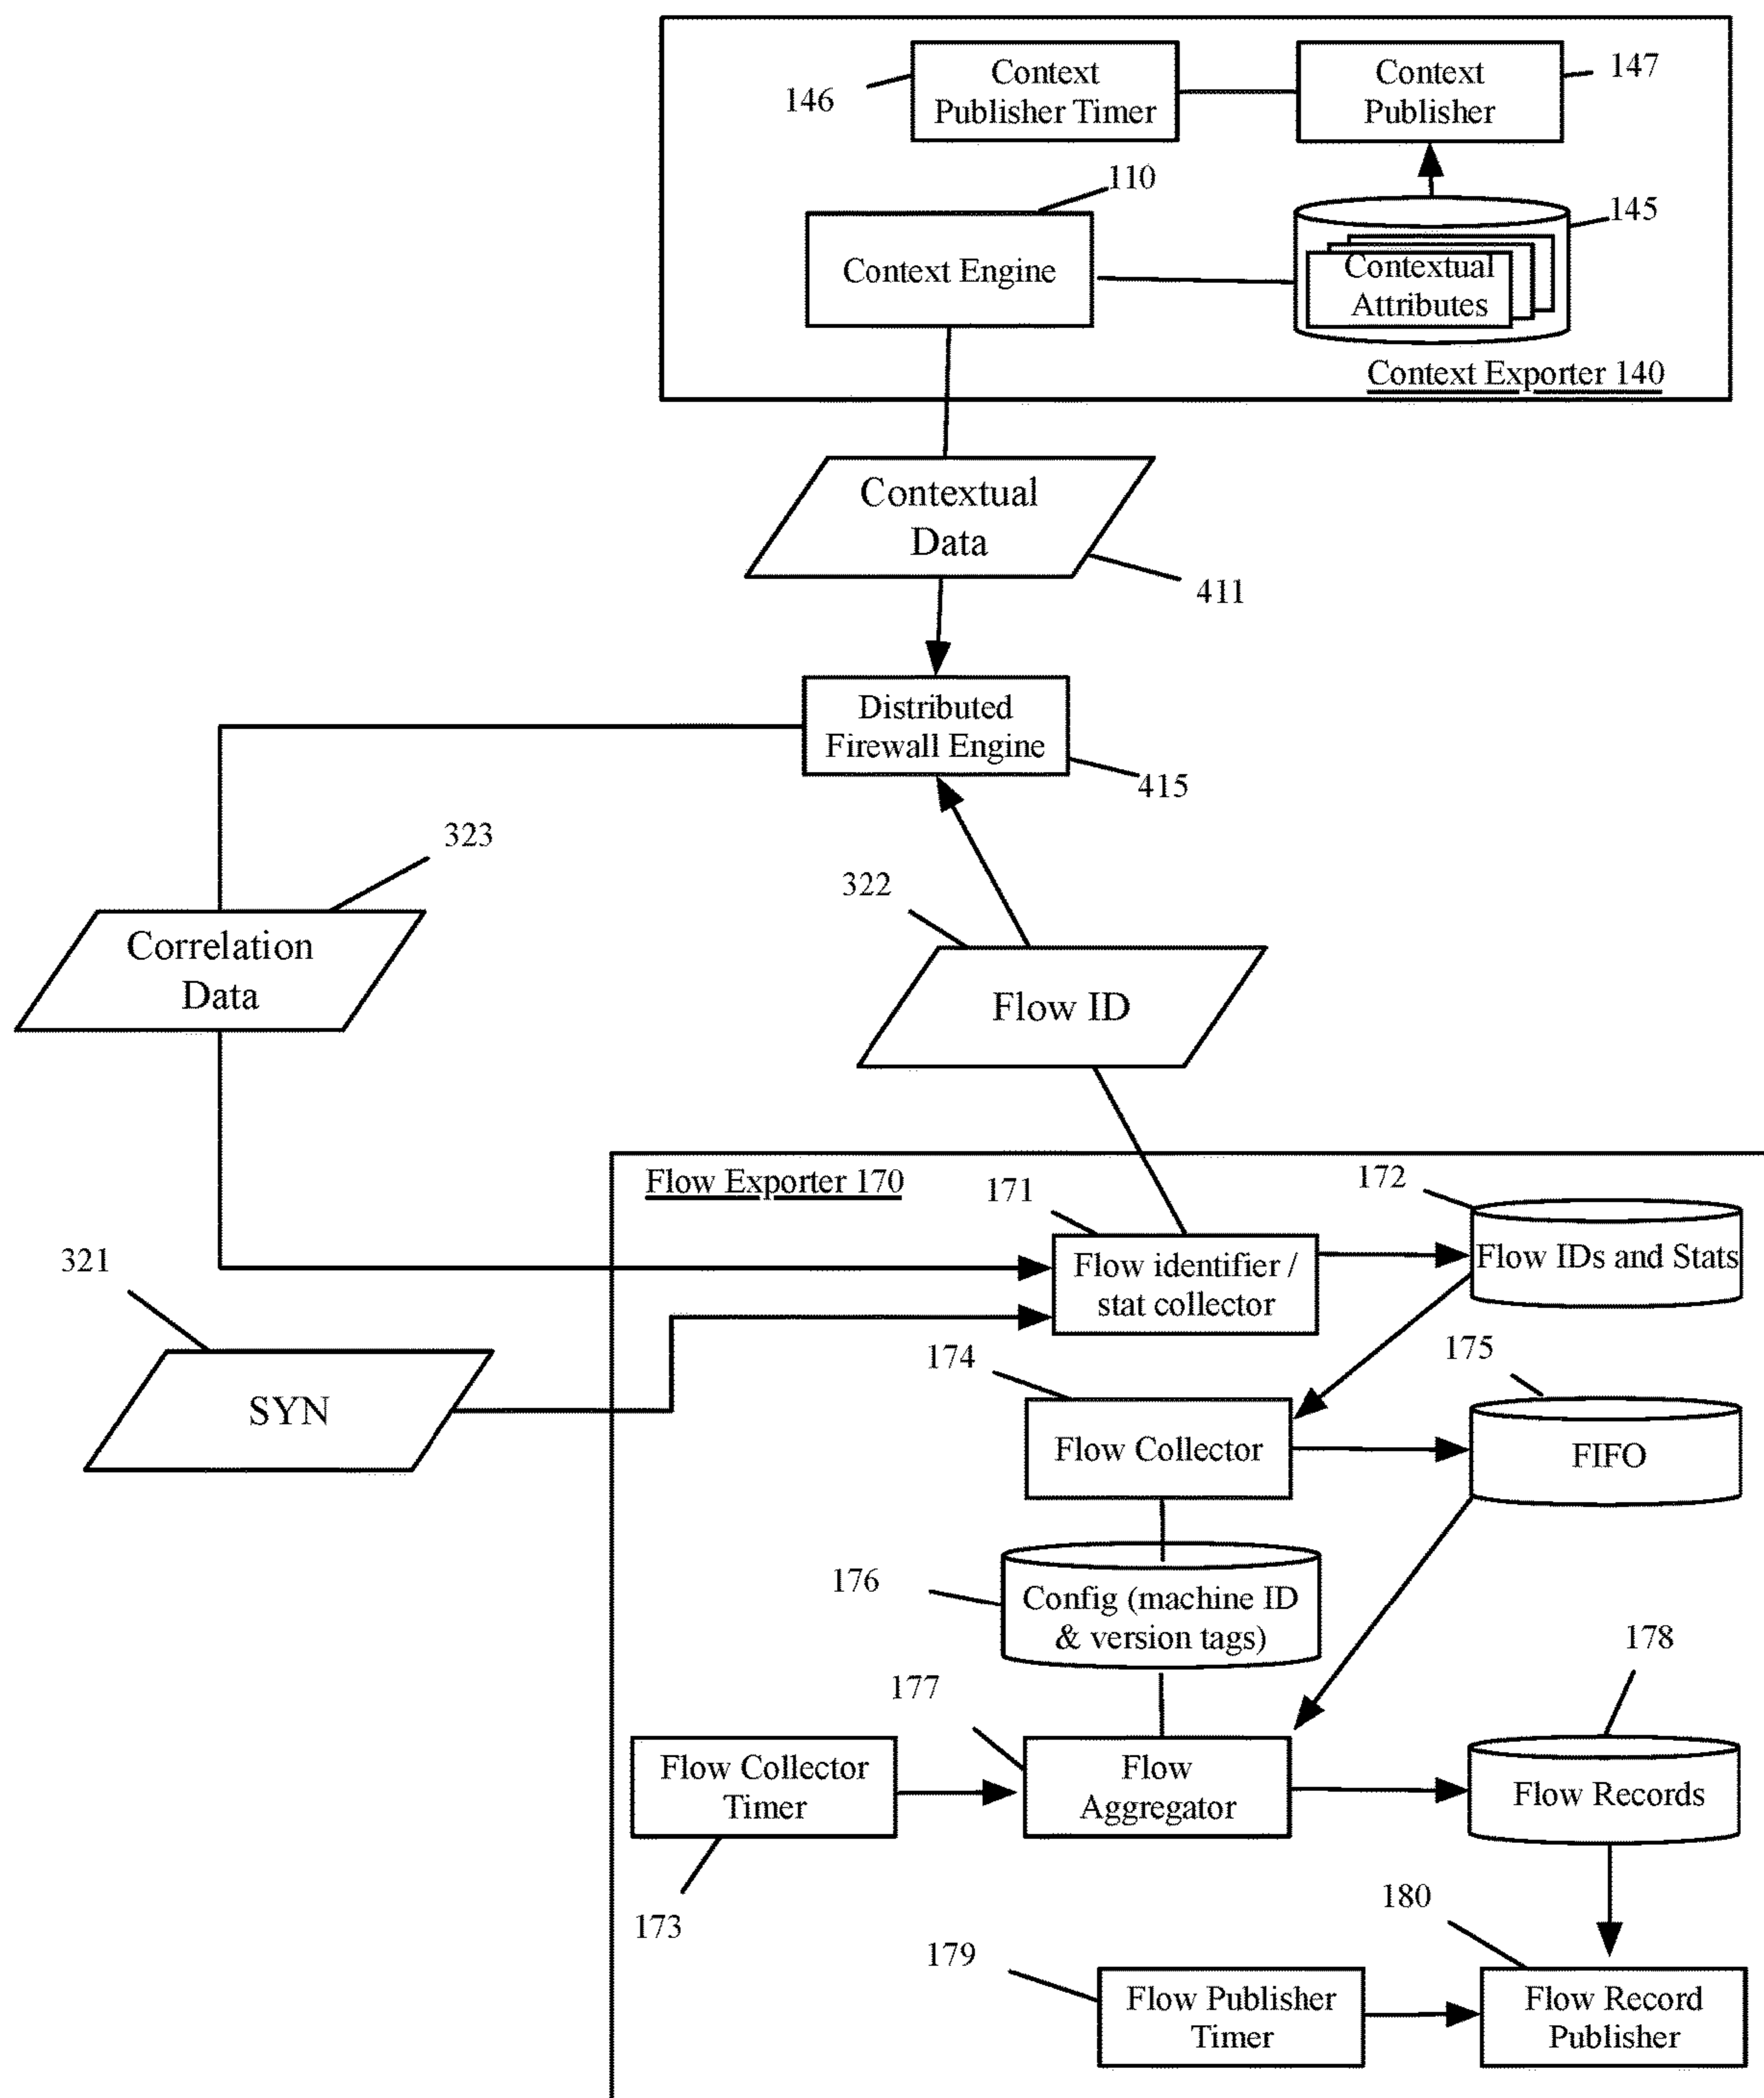 Context
Publisher Timer
146
Context
Publisher
147
110
Context Engine
145
Contextual
Attributes
Context Exporter 140
Contextual
Data
411
Distributed
Firewall Engine
415
323
Correlation
Data
322
Flow ID
Flow Exporter 170
171
172
Flow identifier /
stat collector
Flow IDs and Stats
321
SYN
174
175
Flow Collector
FIFO
176
Config (machine ID
& version tags)
177
178
Flow Collector
Timer
Flow
Aggregator
Flow Records
173
180
179
Flow Publisher
Timer
Flow Record
Publisher